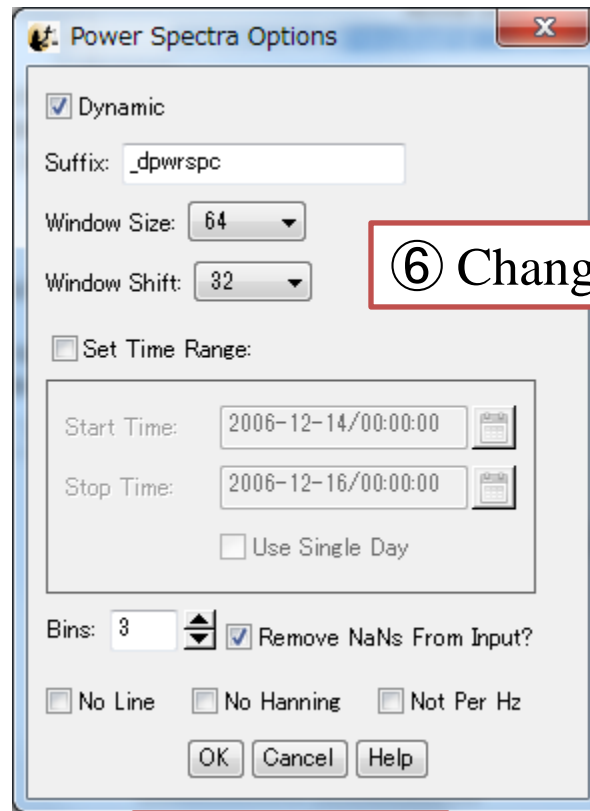 Power Spectra Options
Dynamic
Suffix: _dpwrspc
Window Size: 64
⑥ Chang
Window Shift: 32
Set Time Range:
Start Time: 2006-12-14/00:00:00
Stop Time: 2006-12-16/00:00:00
Use Single Day
Bins: 3 Remove NaNs From Input?
No Line No Hanning Not Per Hz
OK Cancel Help